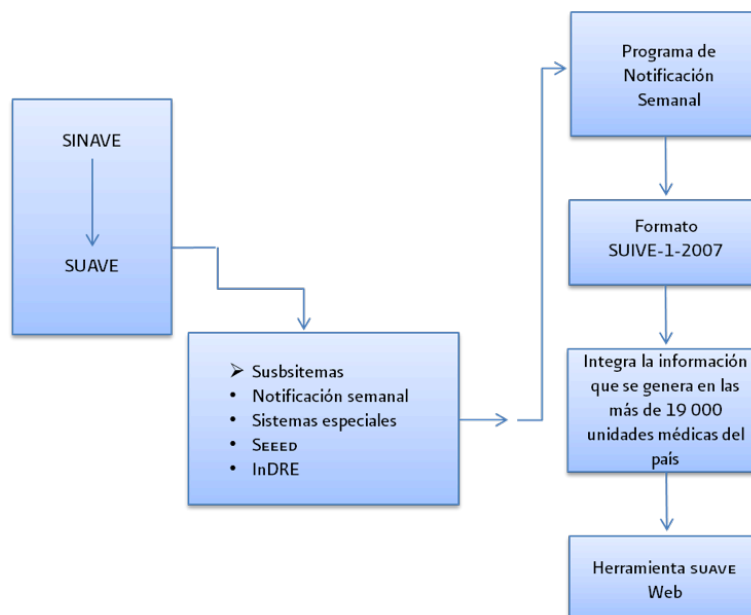 SINAVE
SUAVE
➢ Susbsitemas
• Notificación semanal
• Sistemas especiales
• SEEED
• InDRE
Programa de
Notificación
Semanal
Formato
SUIVE-1-2007
Integra la información
que se genera en las
más de 19 000
unidades médicas del
país
Herramienta SUAVE
Web